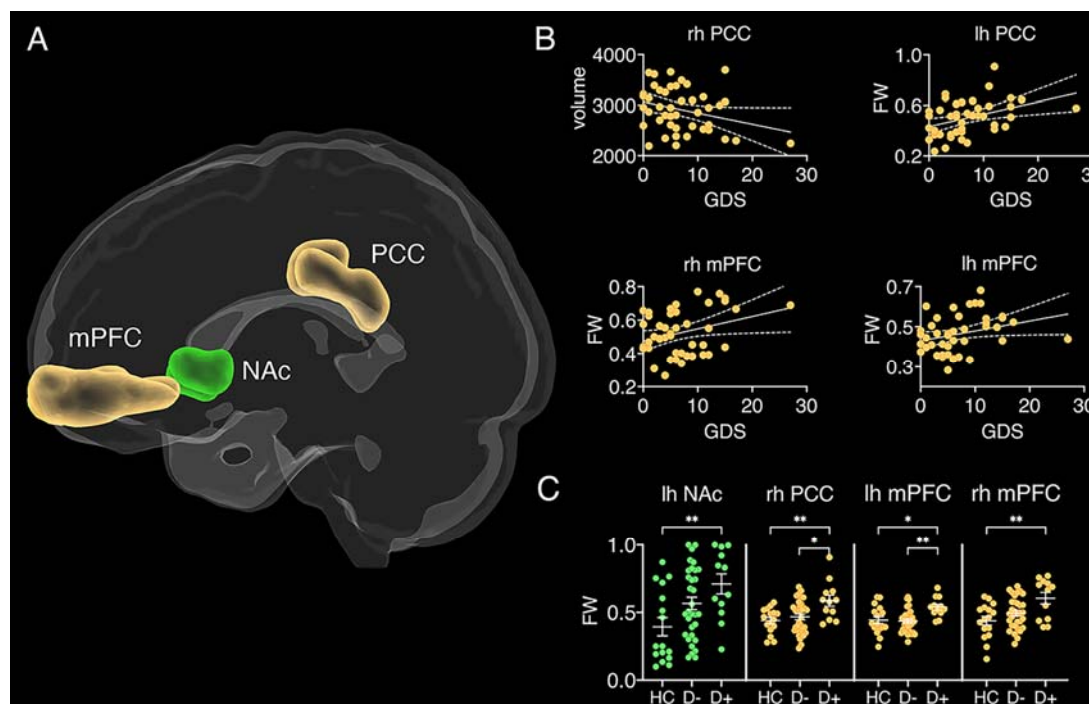 A
PCC
mPFC
NAc
B
rh PCC
lh PCC
volume
4000
3000
2000
0 10 20 30
GDS
FW
1.0
0.6
0.2
0 10 20 30
GDS
rh mPFC
lh mPFC
FW
0.8
0.6
0.4
0.2
0 10 20 30
GDS
FW
0.7
0.5
0.3
0 10 20 30
GDS
C
lh NAc rh PCC lh mPFC rh mPFC
** ** * **
* **
FW
1.0
0.5
0.0
HC D- D+ HC D- D+ HC D- D+ HC D- D+